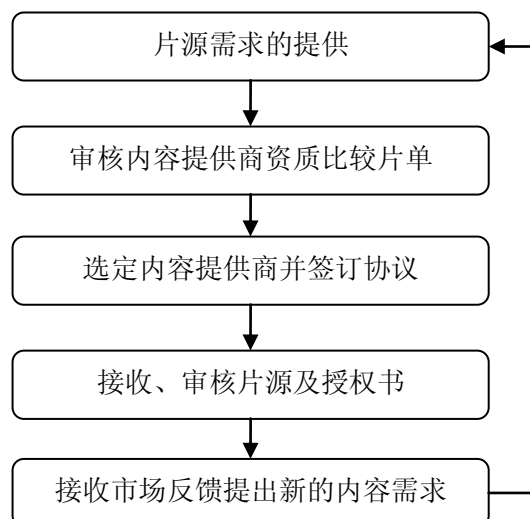 片源需求的提供
审核内容提供商资质比较片单
选定内容提供商并签订协议
接收、审核片源及授权书
接收市场反馈提出新的内容需求